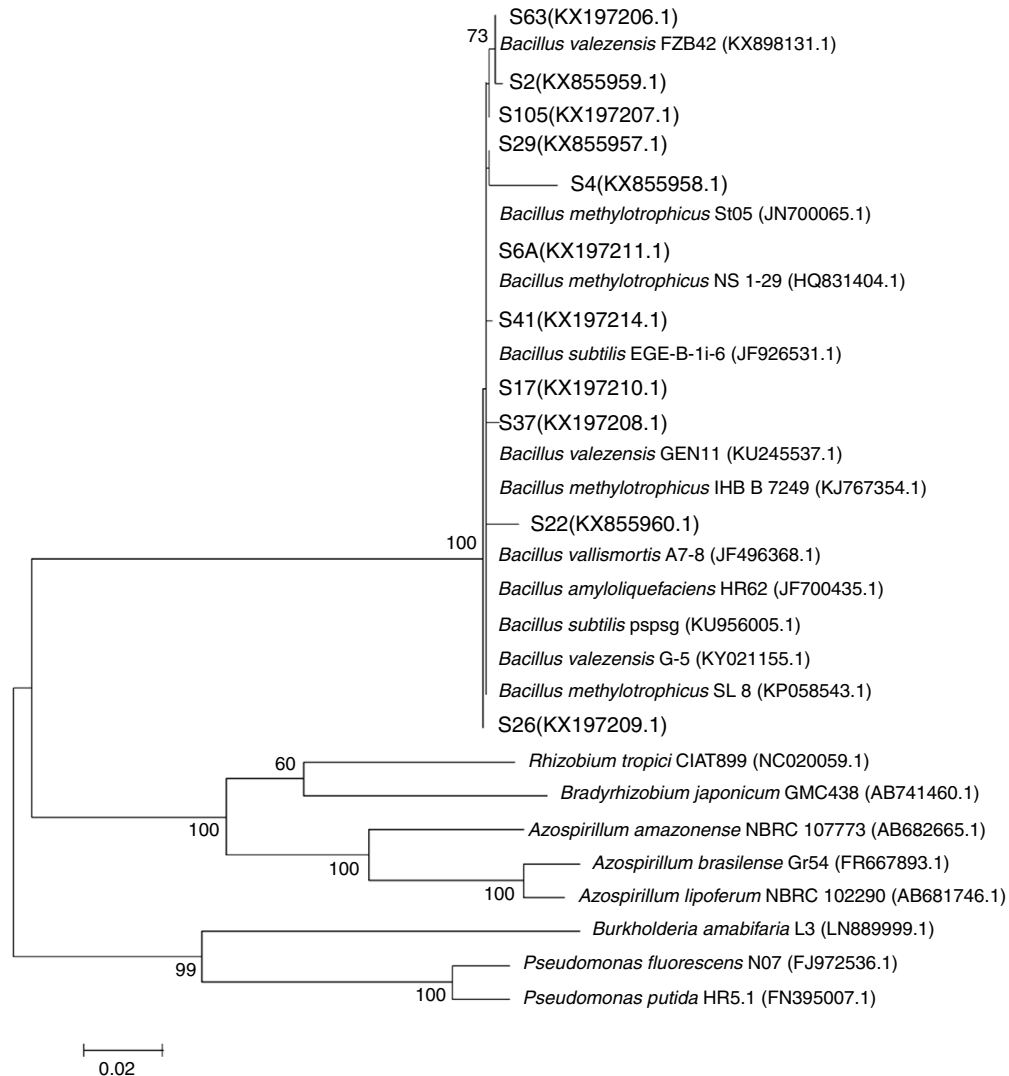 S63(KX197206.1)
73
Bacillus valezensis FZB42 (KX898131.1)
S2(KX855959.1)
S105(KX197207.1)
S29(KX855957.1)
S4(KX855958.1)
Bacillus methylotrophicus St05 (JN700065.1)
S6A(KX197211.1)
Bacillus methylotrophicus NS 1-29 (HQ831404.1)
S41(KX197214.1)
Bacillus subtilis EGE-B-1i-6 (JF926531.1)
S17(KX197210.1)
S37(KX197208.1)
Bacillus valezensis GEN11 (KU245537.1)
Bacillus methylotrophicus IHB B 7249 (KJ767354.1)
S22(KX855960.1)
100
Bacillus vallismortis A7-8 (JF496368.1)
Bacillus amyloliquefaciens HR62 (JF700435.1)
Bacillus subtilis pspsg (KU956005.1)
Bacillus valezensis G-5 (KY021155.1)
Bacillus methylotrophicus SL 8 (KP058543.1)
S26(KX197209.1)
60
Rhizobium tropici CIAT899 (NC020059.1)
Bradyrhizobium japonicum GMC438 (AB741460.1)
100
Azospirillum amazonense NBRC 107773 (AB682665.1)
100
Azospirillum brasilense Gr54 (FR667893.1)
100
Azospirillum lipoferum NBRC 102290 (AB681746.1)
Burkholderia amabifaria L3 (LN889999.1)
99
Pseudomonas fluorescens N07 (FJ972536.1)
100
Pseudomonas putida HR5.1 (FN395007.1)
0.02